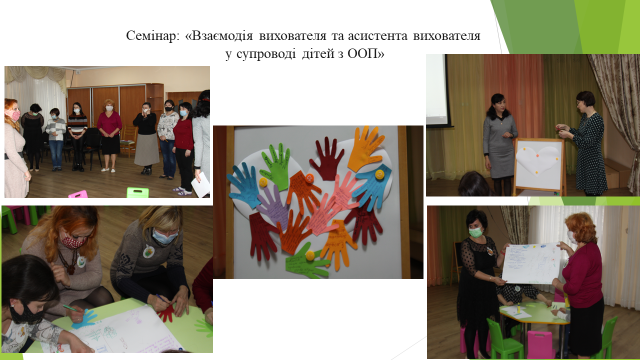 Семінар: «Взаємодія вихователя та асистента вихователя
у супроводі дітей з ООП»